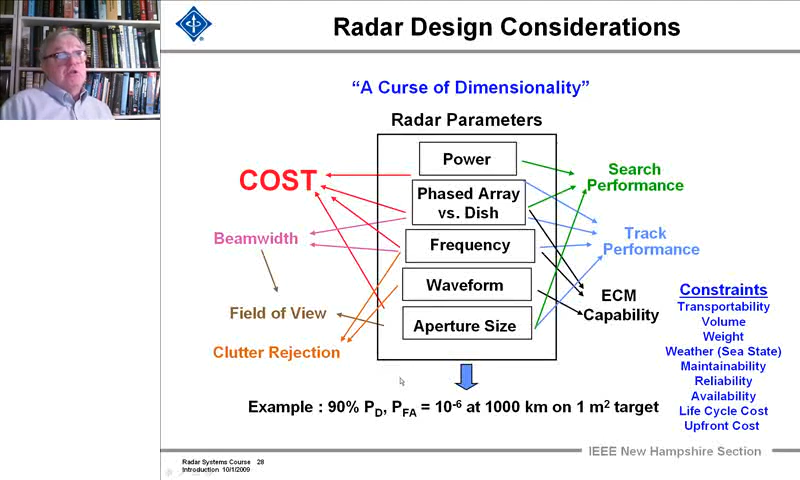 Radar Design Considerations
“A Curse of Dimensionality”
Radar Parameters
Power
Phased Array
vs. Dish
Frequency
Waveform
Aperture Size
COST
Beamwidth
Field of View
Clutter Rejection
Search
Performance
Track
Performance
ECM
Capability
Constraints
Transportability
Volume
Weight
Weather (Sea State)
Maintainability
Reliability
Availability
Life Cycle Cost
Upfront Cost
Example : 90% PD, PFA = 10-6 at 1000 km on 1 m2 target
IEEE New Hampshire Section
Radar Systems Course 28
Introduction 10/1/2009